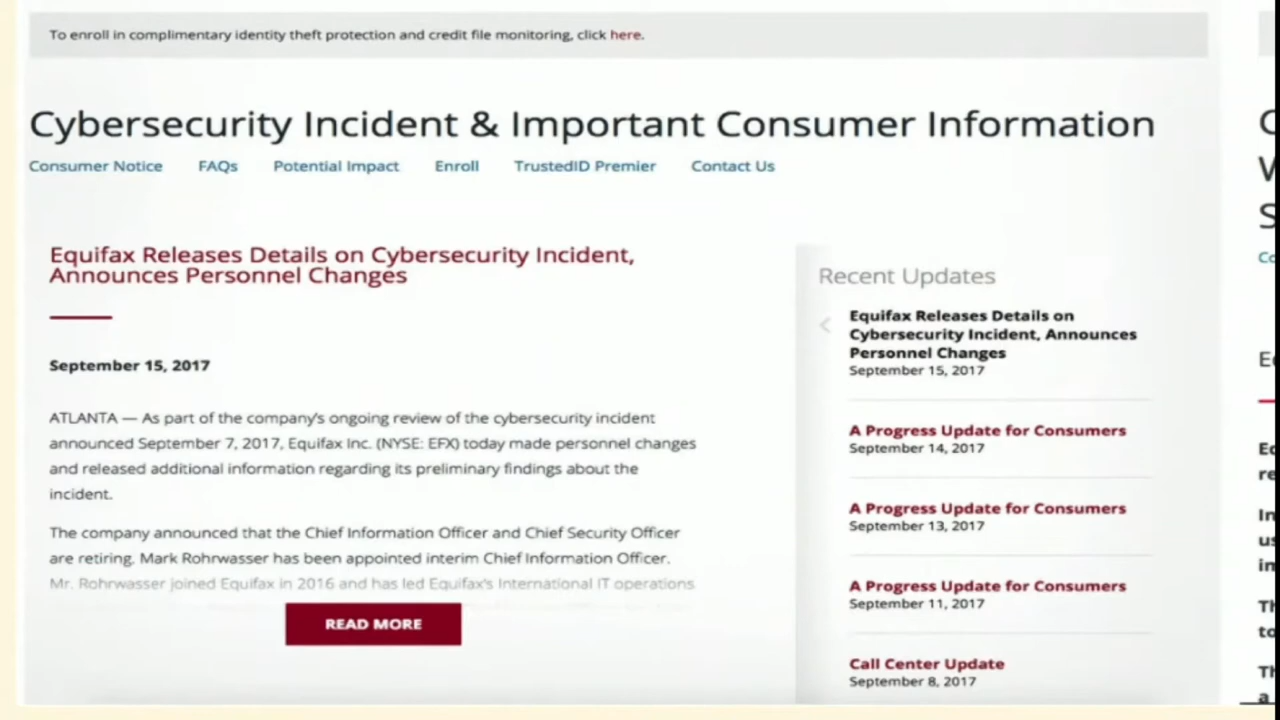 To enroll in complimentary identity theft protection and credit file monitoring, click here.
Cybersecurity Incident & Important Consumer Information
Consumer Notice FAQs Potential Impact Enroll TrustedID Premier Contact Us
Equifax Releases Details on Cybersecurity Incident,
Announces Personnel Changes
September 15, 2017
ATLANTA — As part of the company's ongoing review of the cybersecurity incident
announced September 7, 2017, Equifax Inc. (NYSE: EFX) today made personnel changes
and released additional information regarding its preliminary findings about the
incident.
The company announced that the Chief Information Officer and Chief Security Officer
are retiring. Mark Rohrwasser has been appointed interim Chief Information Officer.
Mr. Rohrwasser joined Equifax in 2016 and has led Equifax's International IT operations
READ MORE
Recent Updates
Equifax Releases Details on
Cybersecurity Incident, Announces
Personnel Changes
September 15, 2017
A Progress Update for Consumers
September 14, 2017
A Progress Update for Consumers
September 13, 2017
A Progress Update for Consumers
September 11, 2017
Call Center Update
September 8, 2017